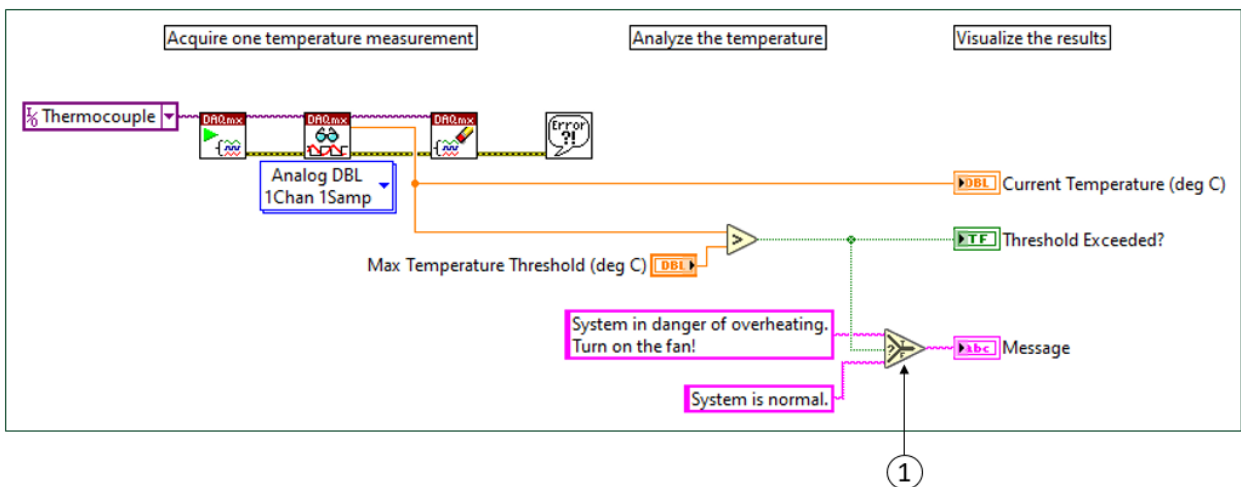 Acquire one temperature measurement
Analyze the temperature
Visualize the results
I/O Thermocouple
DAQmx
DAQmx
DAQmx
Error
?!
Analog DBL
1Chan 1Samp
DBL
Current Temperature (deg C)
>
TF
Threshold Exceeded?
Max Temperature Threshold (deg C)
DBL
System in danger of overheating.
Turn on the fan!
?
T
F
abc
Message
System is normal.
1